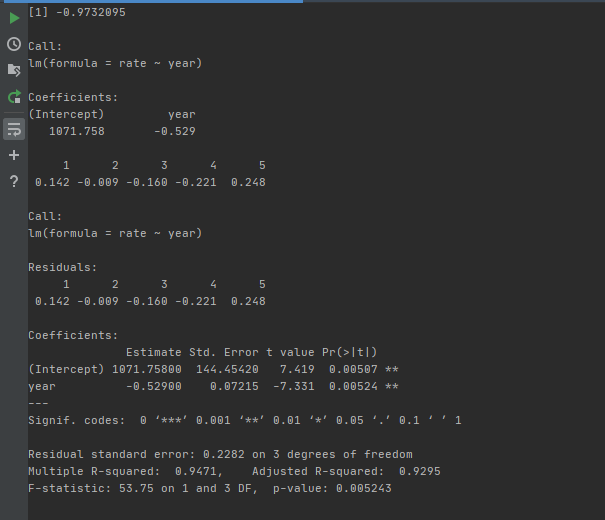 [1] -0.9732095
Call:
lm(formula = rate ~ year)
Coefficients:
(Intercept)         year
   1071.758       -0.529
     1      2      3      4      5
 0.142 -0.009 -0.160 -0.221  0.248
Call:
lm(formula = rate ~ year)
Residuals:
     1      2      3      4      5
 0.142 -0.009 -0.160 -0.221  0.248
Coefficients:
              Estimate Std. Error t value Pr(>|t|)
(Intercept) 1071.75800  144.45420   7.419  0.00507 **
year          -0.52900    0.07215  -7.331  0.00524 **
---
Signif. codes:  0 ‘***’ 0.001 ‘**’ 0.01 ‘*’ 0.05 ‘.’ 0.1 ‘ ’ 1
Residual standard error: 0.2282 on 3 degrees of freedom
Multiple R-squared:  0.9471,    Adjusted R-squared:  0.9295
F-statistic: 53.75 on 1 and 3 DF,  p-value: 0.005243